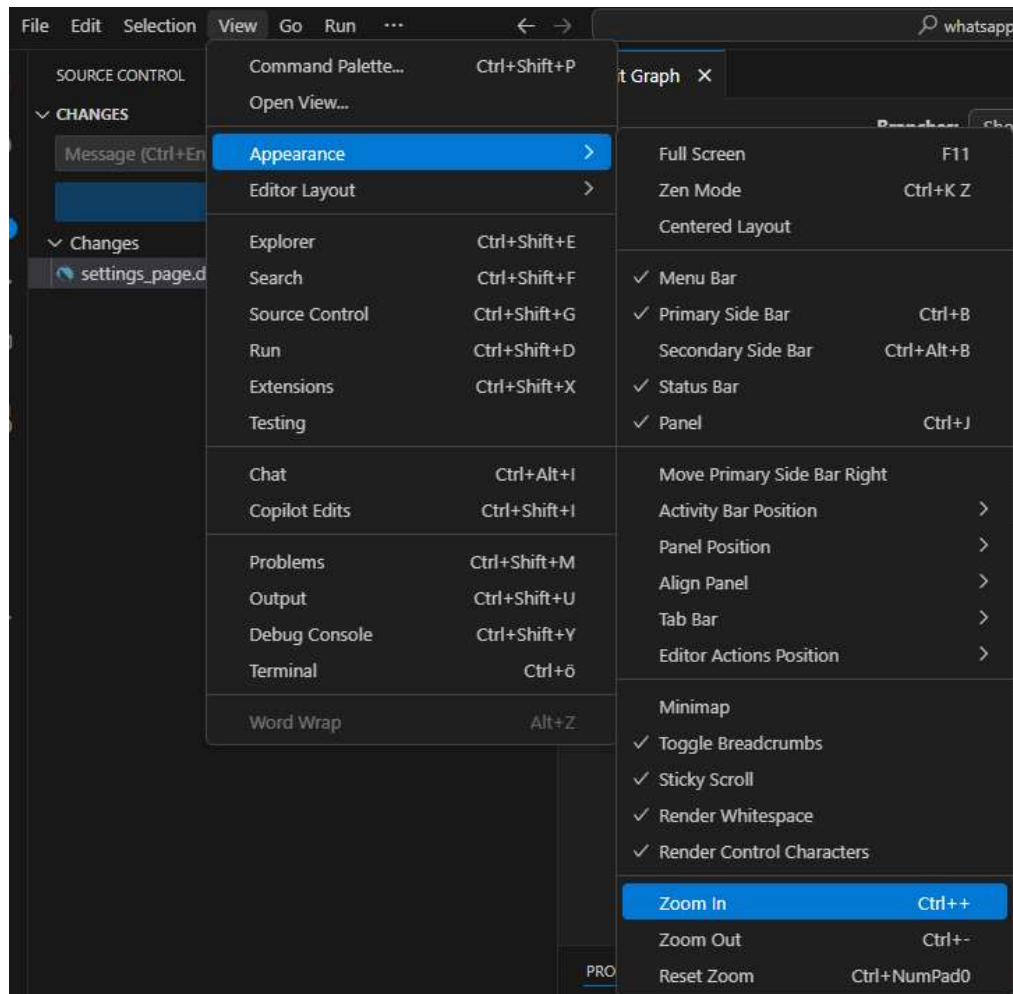 File Edit Selection View Go Run ··· whatsapp
SOURCE CONTROL
CHANGES
Message (Ctrl+En
Changes
settings_page.d
Command Palette... Ctrl+Shift+P
Open View...
Appearance
Editor Layout
Explorer Ctrl+Shift+E
Search Ctrl+Shift+F
Source Control Ctrl+Shift+G
Run Ctrl+Shift+D
Extensions Ctrl+Shift+X
Testing
Chat Ctrl+Alt+I
Copilot Edits Ctrl+Shift+I
Problems Ctrl+Shift+M
Output Ctrl+Shift+U
Debug Console Ctrl+Shift+Y
Terminal Ctrl+ö
Word Wrap Alt+Z
it Graph
Full Screen F11
Zen Mode Ctrl+K Z
Centered Layout
Menu Bar
Primary Side Bar Ctrl+B
Secondary Side Bar Ctrl+Alt+B
Status Bar
Panel Ctrl+J
Move Primary Side Bar Right
Activity Bar Position
Panel Position
Align Panel
Tab Bar
Editor Actions Position
Minimap
Toggle Breadcrumbs
Sticky Scroll
Render Whitespace
Render Control Characters
Zoom In Ctrl++
Zoom Out Ctrl+-
Reset Zoom Ctrl+NumPad0
PRO